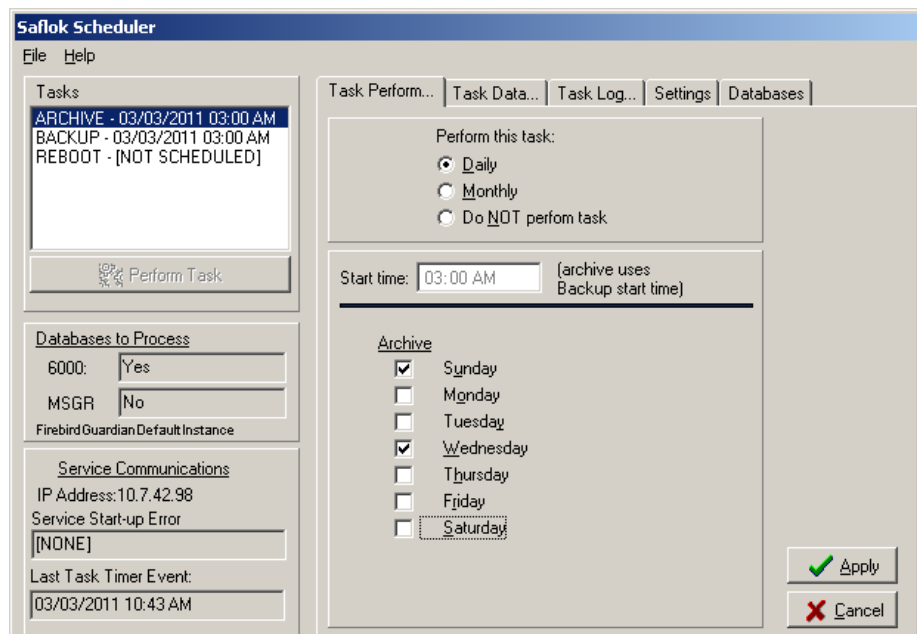 Saflok Scheduler
File Help
Tasks
ARCHIVE - 03/03/2011 03:00 AM
BACKUP - 03/03/2011 03:00 AM
REBOOT - [NOT SCHEDULED]
Perform Task
Databases to Process
6000: Yes
MSGR No
Firebird Guardian Default Instance
Service Communications
IP Address:10.7.42.98
Service Start-up Error
[NONE]
Last Task Timer Event:
03/03/2011 10:43 AM
Task Perform... Task Data... Task Log... Settings Databases
Perform this task:
Daily
Monthly
Do NOT perfom task
Start time: 03:00 AM (archive uses
Backup start time)
Archive
Sunday
Monday
Tuesday
Wednesday
Thursday
Friday
Saturday
Apply
Cancel